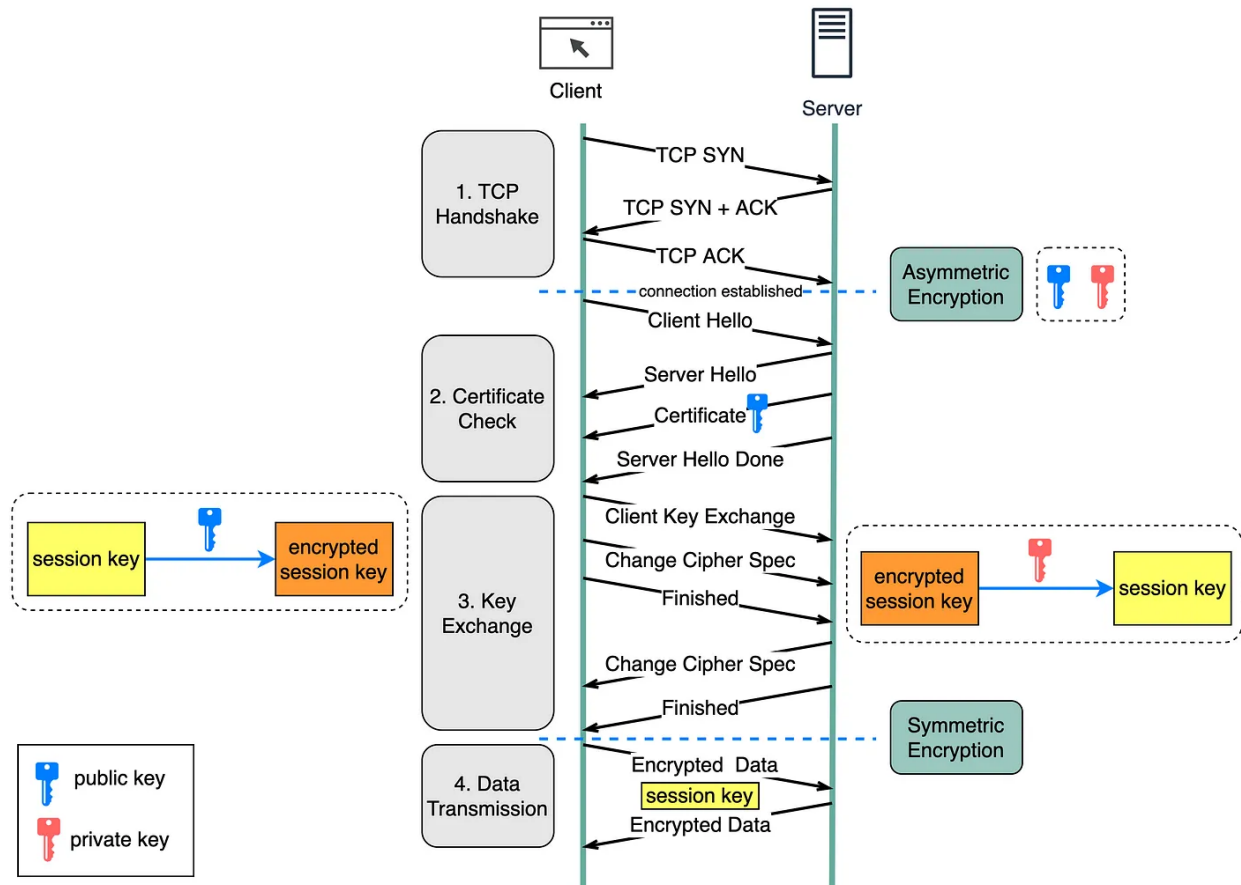 Client
Server
1. TCP
Handshake
TCP SYN
TCP SYN + ACK
TCP ACK
connection established
Asymmetric
Encryption
Client Hello
2. Certificate
Check
Server Hello
Certificate
Server Hello Done
3. Key
Exchange
Client Key Exchange
Change Cipher Spec
Finished
Change Cipher Spec
Finished
session key
encrypted
session key
encrypted
session key
session key
Symmetric
Encryption
4. Data
Transmission
Encrypted Data
session key
Encrypted Data
public key
private key